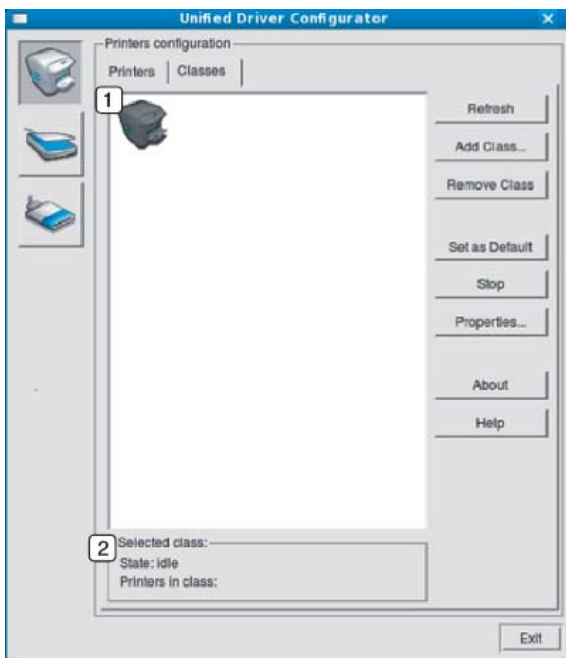 Unified Driver Configurator
Printers configuration
Printers
Classes
1
Refresh
Add Class...
Remove Class
Set as Default
Stop
Properties...
About
Help
2
Selected class:
State: idle
Printers in class:
Exit